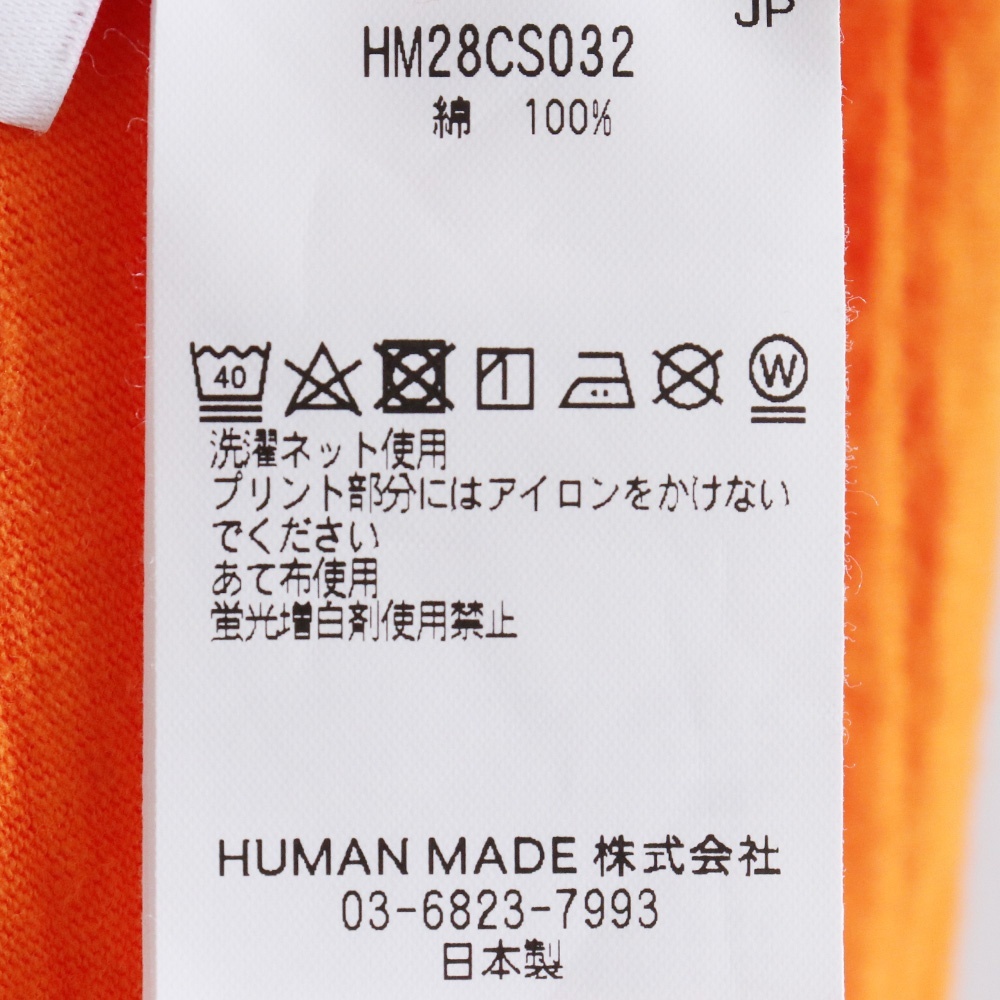 JP
HM28CS032
綿 100%
40
W
洗濯ネット使用
プリント部分にはアイロンをかけない
でください
あて布使用
蛍光増白剤使用禁止
HUMAN MADE 株式会社
03-6823-7993
日本製